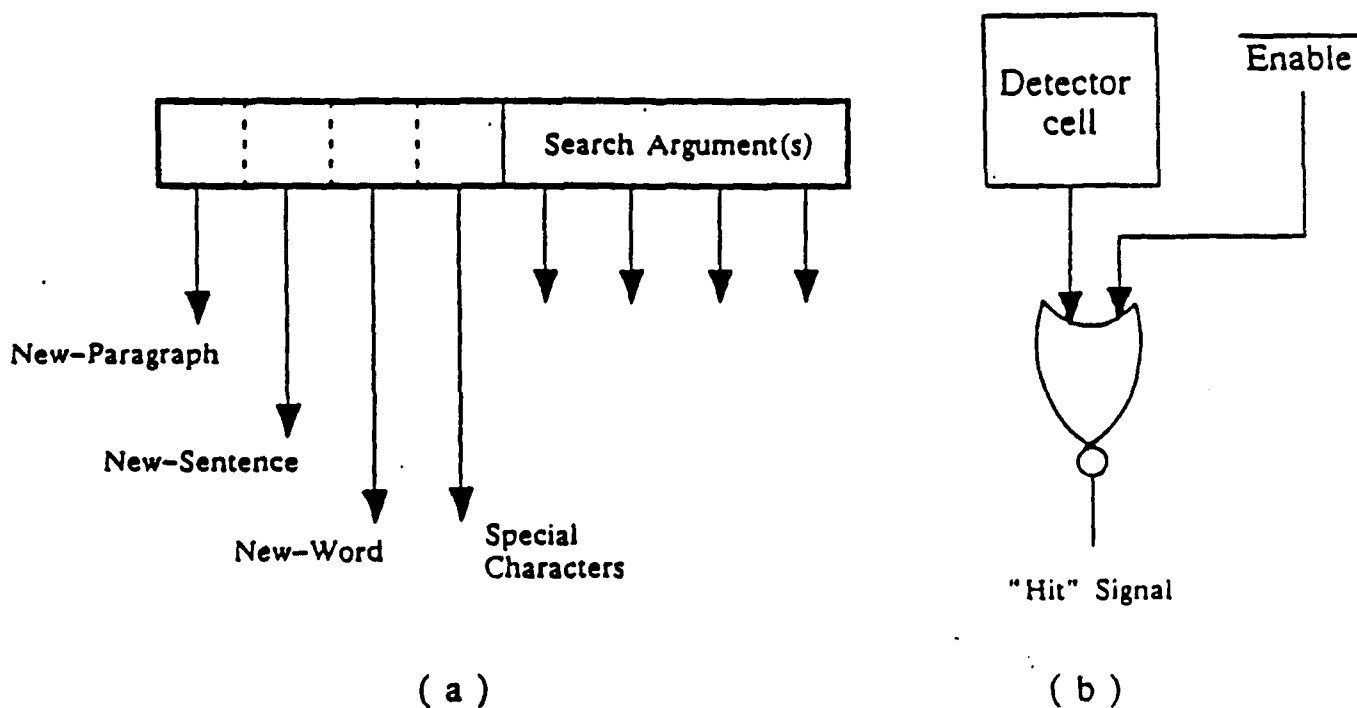 Search Argument(s)
New-Paragraph
New-Sentence
New-Word
Special
Characters
( a )
Detector
cell
Enable
"Hit" Signal
( b )